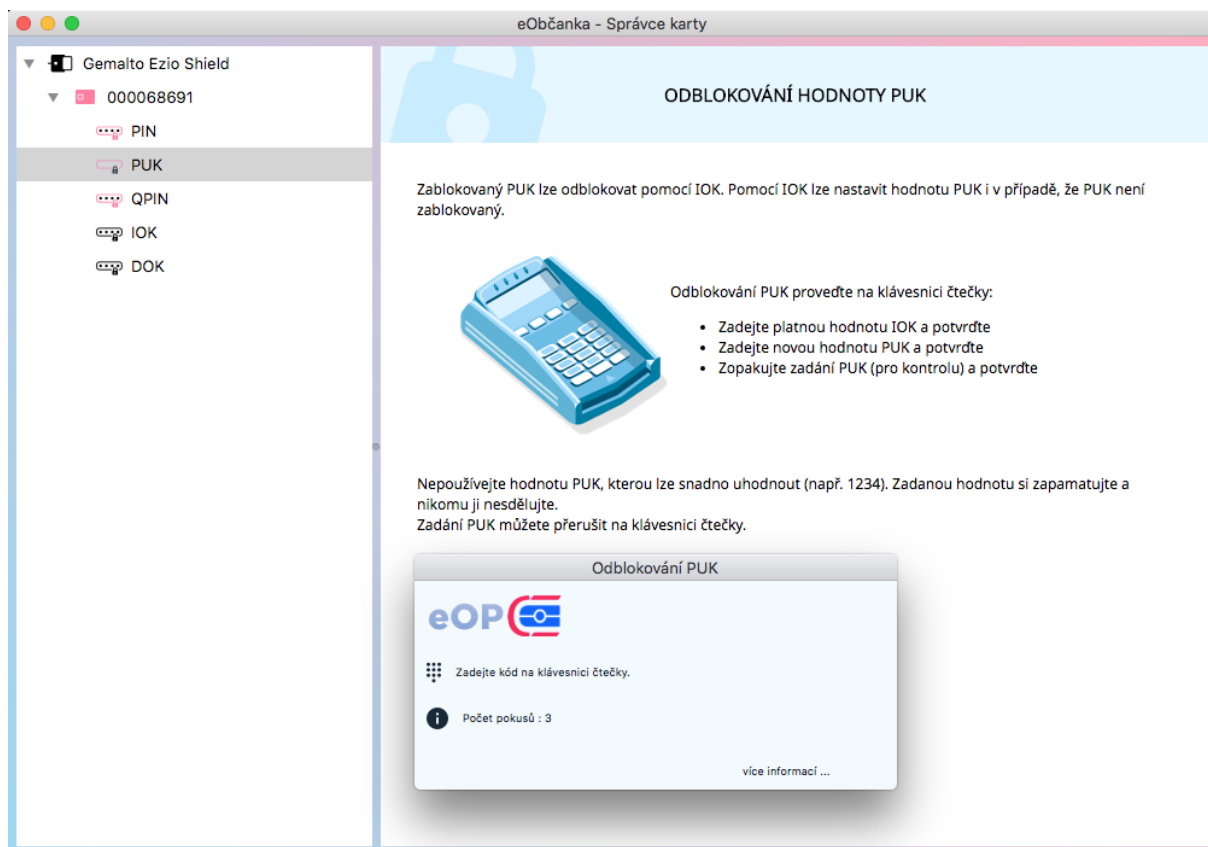 eObčanka - Správce karty
Gemalto Ezio Shield
000068691
PIN
PUK
QPIN
IOK
DOK
ODBLOKOVÁNÍ HODNOTY PUK
Zablokovaný PUK lze odblokovat pomocí IOK. Pomocí IOK lze nastavit hodnotu PUK i v případě, že PUK není
zablokovaný.
Odblokování PUK proveďte na klávesnici čtečky:
• Zadejte platnou hodnotu IOK a potvrďte
• Zadejte novou hodnotu PUK a potvrďte
• Zopakujte zadání PUK (pro kontrolu) a potvrďte
Nepoužívejte hodnotu PUK, kterou lze snadno uhodnout (např. 1234). Zadanou hodnotu si zapamatujte a
nikomu ji nesdělujte.
Zadání PUK můžete přerušit na klávesnici čtečky.
Odblokování PUK
eOP
Zadejte kód na klávesnici čtečky.
Počet pokusů : 3
více informací ...